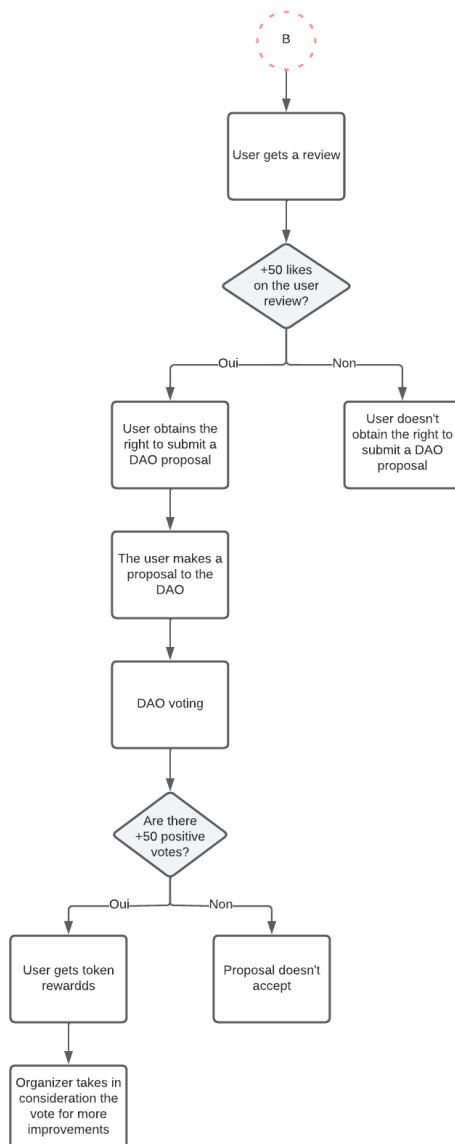 B
User gets a review
+50 likes
on the user
review?
Oui
Non
User obtains the
right to submit a
DAO proposal
User doesn't
obtain the right to
submit a DAO
proposal
The user makes a
proposal to the
DAO
DAO voting
Are there
+50 positive
votes?
Oui
Non
User gets token
rewardds
Proposal doesn't
accept
Organizer takes in
consideration the
vote for more
improvements